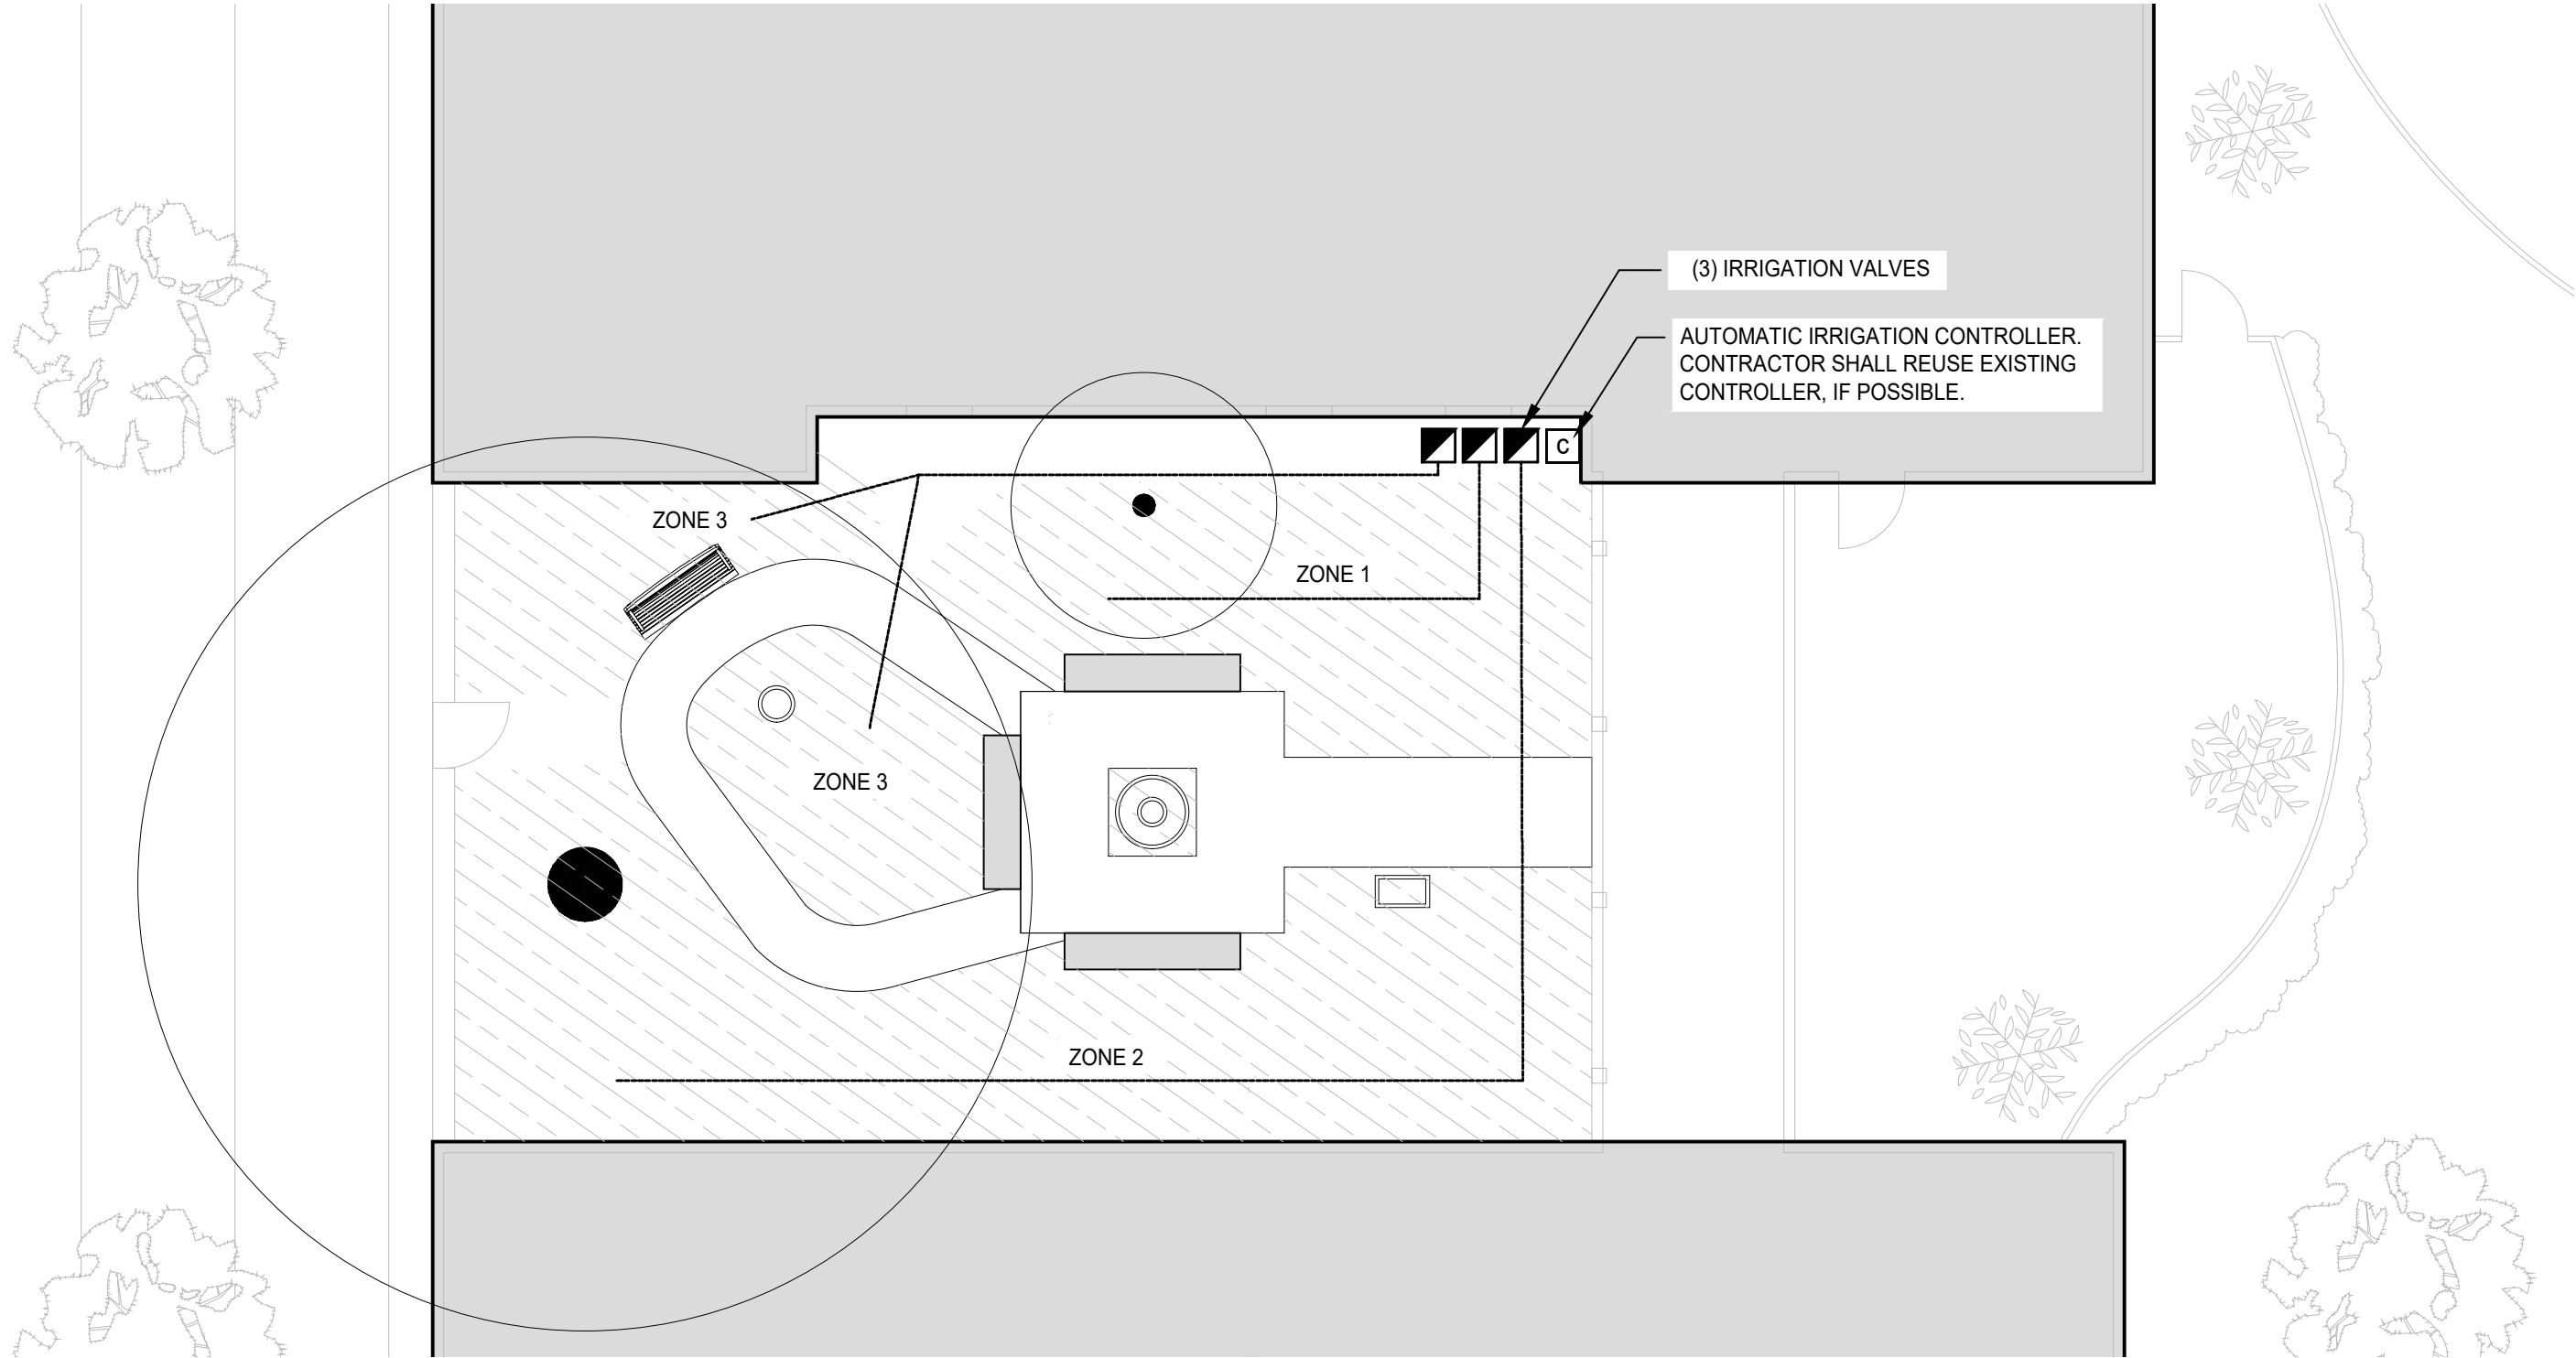 (3) IRRIGATION VALVES
AUTOMATIC IRRIGATION CONTROLLER.
CONTRACTOR SHALL REUSE EXISTING
CONTROLLER, IF POSSIBLE.
C
ZONE 3
ZONE 1
ZONE 3
ZONE 2